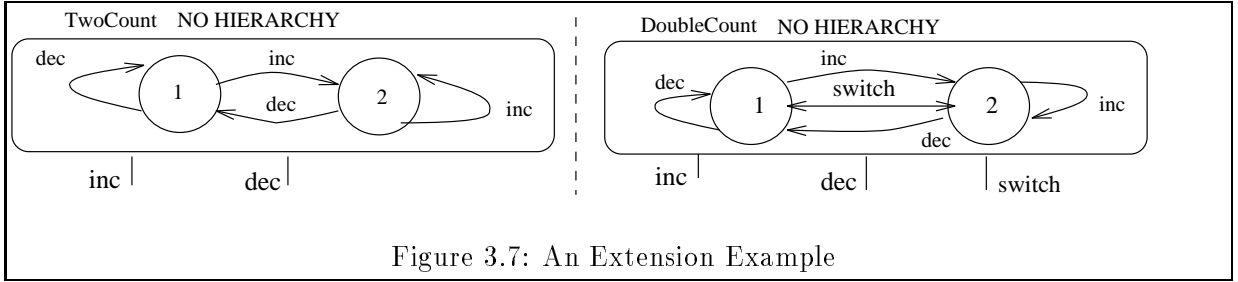 TwoCount NO HIERARCHY
dec
inc
1
2
dec
inc
inc
dec
DoubleCount NO HIERARCHY
inc
dec
switch
1
2
inc
dec
inc
dec
switch
Figure 3.7: An Extension Example